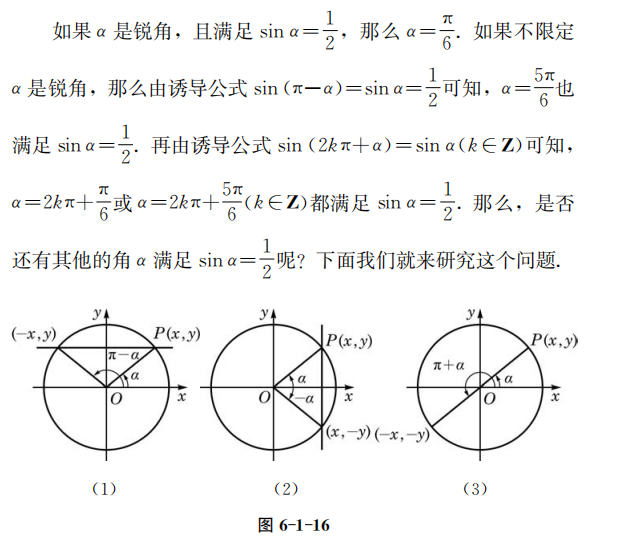 如果 α 是锐角，且满足 sin α＝1/2，那么 α＝π/6．如果不限定
α 是锐角，那么由诱导公式 sin (π－α)＝sin α＝1/2可知，α＝5π/6也
满足 sin α＝1/2．再由诱导公式 sin (2kπ＋α)＝sin α(k∈Z)可知，
α＝2kπ＋π/6或 α＝2kπ＋5π/6(k∈Z)都满足 sin α＝1/2．那么，是否
还有其他的角 α 满足 sin α＝1/2呢？下面我们就来研究这个问题．
y
(−x,y)
P(x,y)
π−α
α
O
x
(1)
y
P(x,y)
α
−α
O
x
(x,−y)
(2)
y
P(x,y)
π+α
α
O
x
(−x,−y)
(3)
图 6-1-16